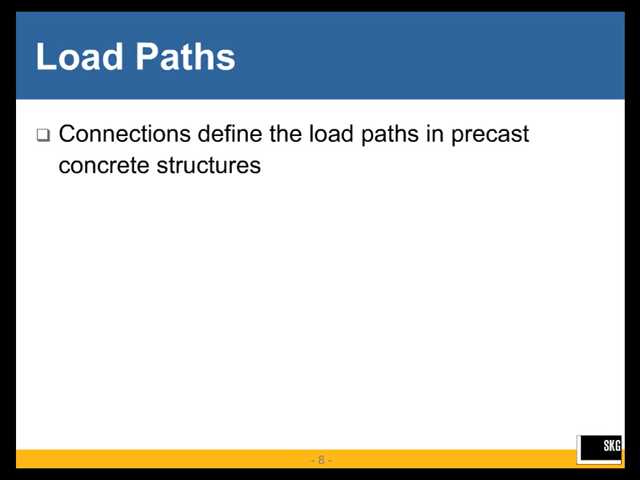 Load Paths
Connections define the load paths in precast
concrete structures
- 8 -
SKG